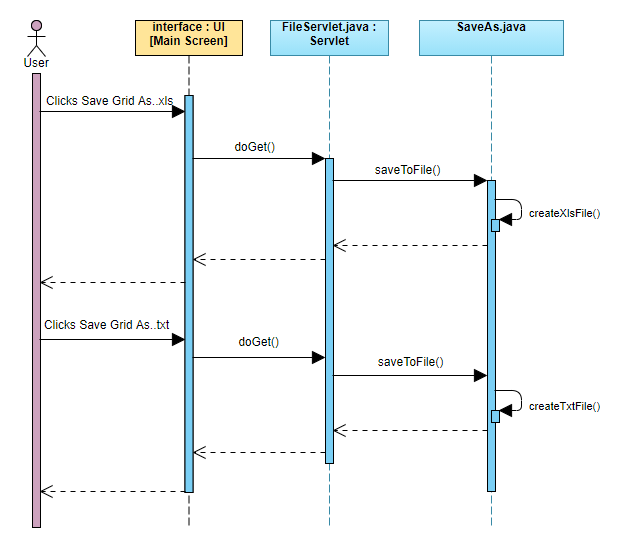 interface : UI
[Main Screen]
FileServlet.java :
Servlet
SaveAs.java
User
Clicks Save Grid As..xls
doGet()
saveToFile()
createXlsFile()
Clicks Save Grid As..txt
doGet()
saveToFile()
createTxtFile()